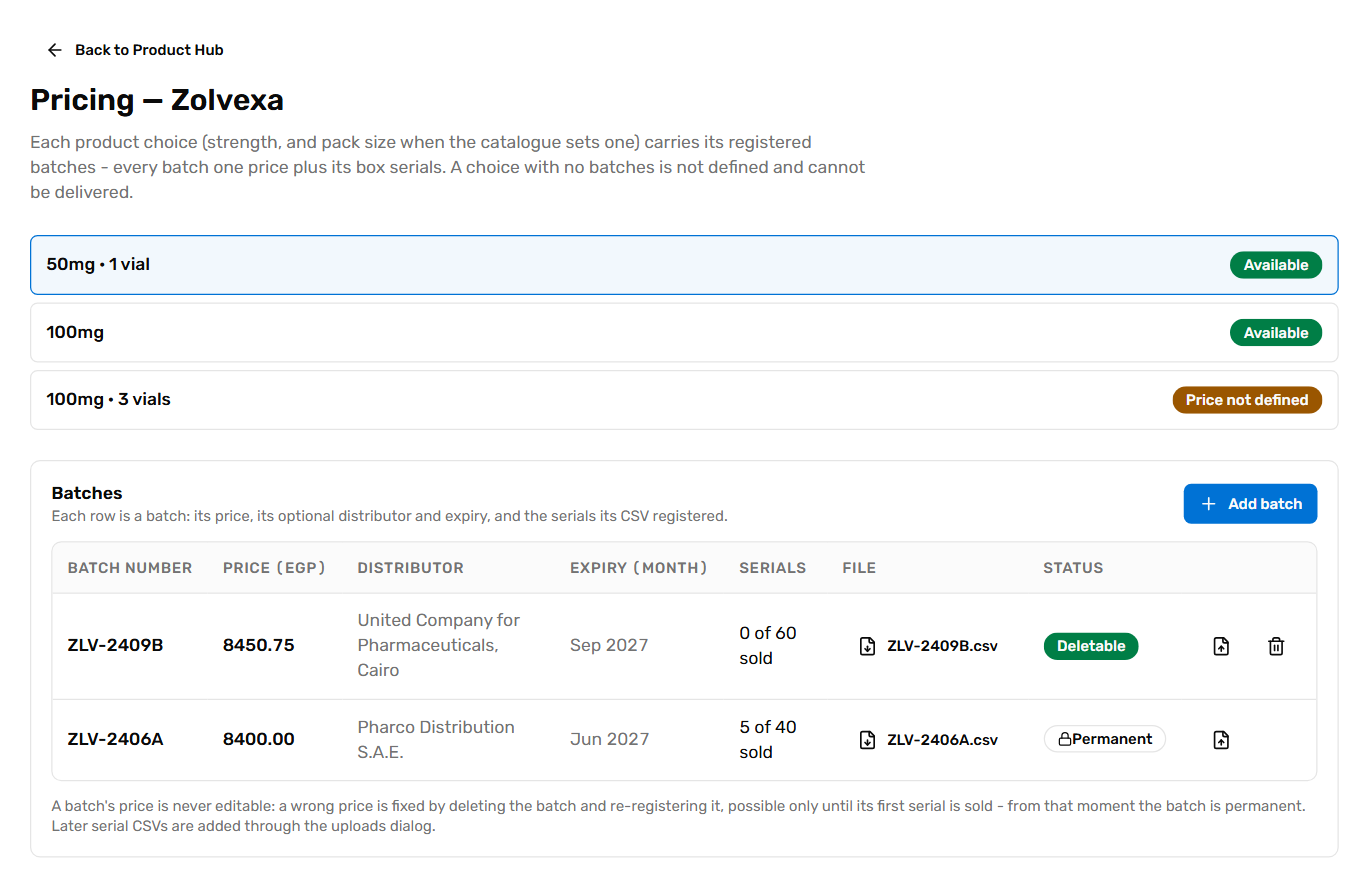 Back to Product Hub
Pricing — Zolvexa
Each product choice (strength, and pack size when the catalogue sets one) carries its registered
batches - every batch one price plus its box serials. A choice with no batches is not defined and cannot
be delivered.
50mg • 1 vial
Available
100mg
Available
100mg • 3 vials
Price not defined
Batches
Each row is a batch: its price, its optional distributor and expiry, and the serials its CSV registered.
Add batch
BATCH NUMBER PRICE (EGP) DISTRIBUTOR EXPIRY (MONTH) SERIALS FILE STATUS
ZLV-2409B
8450.75
United Company for
Pharmaceuticals,
Cairo
Sep 2027
0 of 60
sold
ZLV-2409B.csv
Deletable
ZLV-2406A
8400.00
Pharco Distribution
S.A.E.
Jun 2027
5 of 40
sold
ZLV-2406A.csv
Permanent
A batch's price is never editable: a wrong price is fixed by deleting the batch and re-registering it, possible only until its first serial is sold - from that moment the batch is permanent.
Later serial CSVs are added through the uploads dialog.